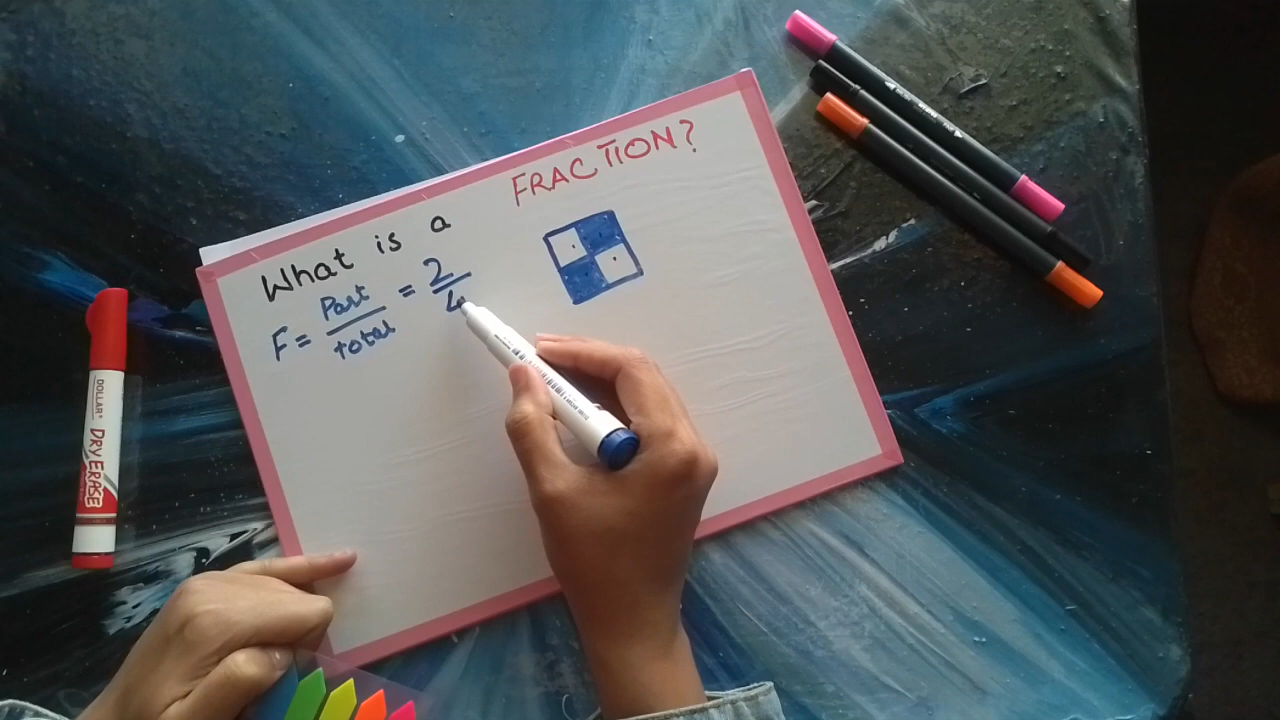 What is a FRACTION?
F = Part/total = 2/4
DOLLAR®
DRY ERASE